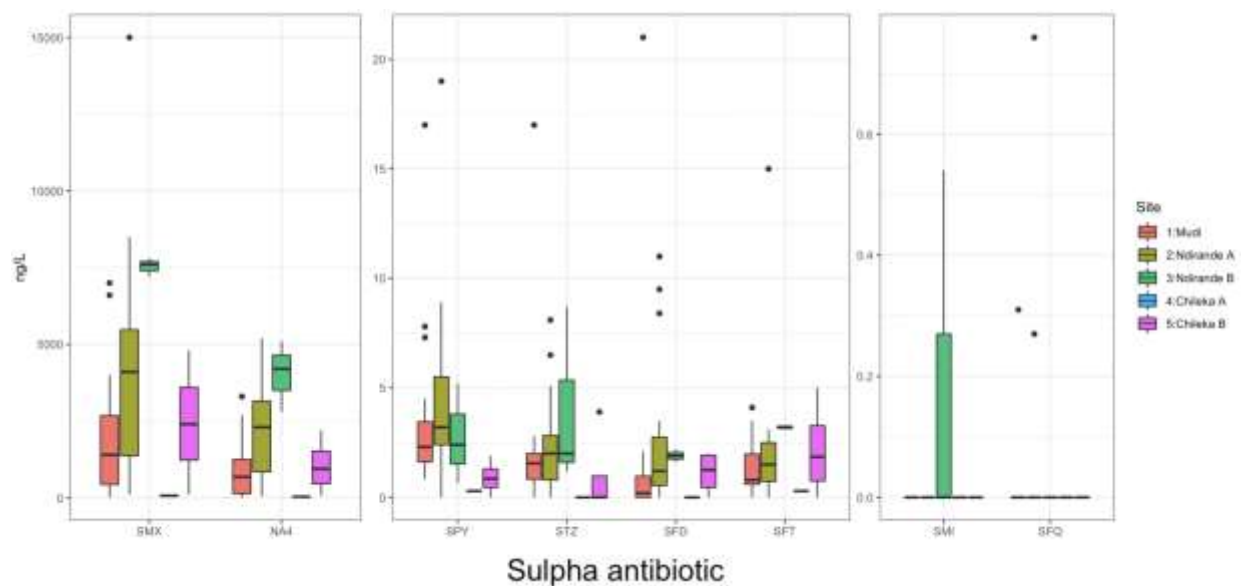 15000
10000
5000
0
ng/L
SMX
NA4
20
15
10
5
0
SPY
STZ
SFD
SFT
0.6
0.4
0.2
0.0
SMI
SFQ
Site
1:Mudi
2:Ndirande A
3:Ndirande B
4:Chileka A
5:Chileka B
Sulpha antibiotic